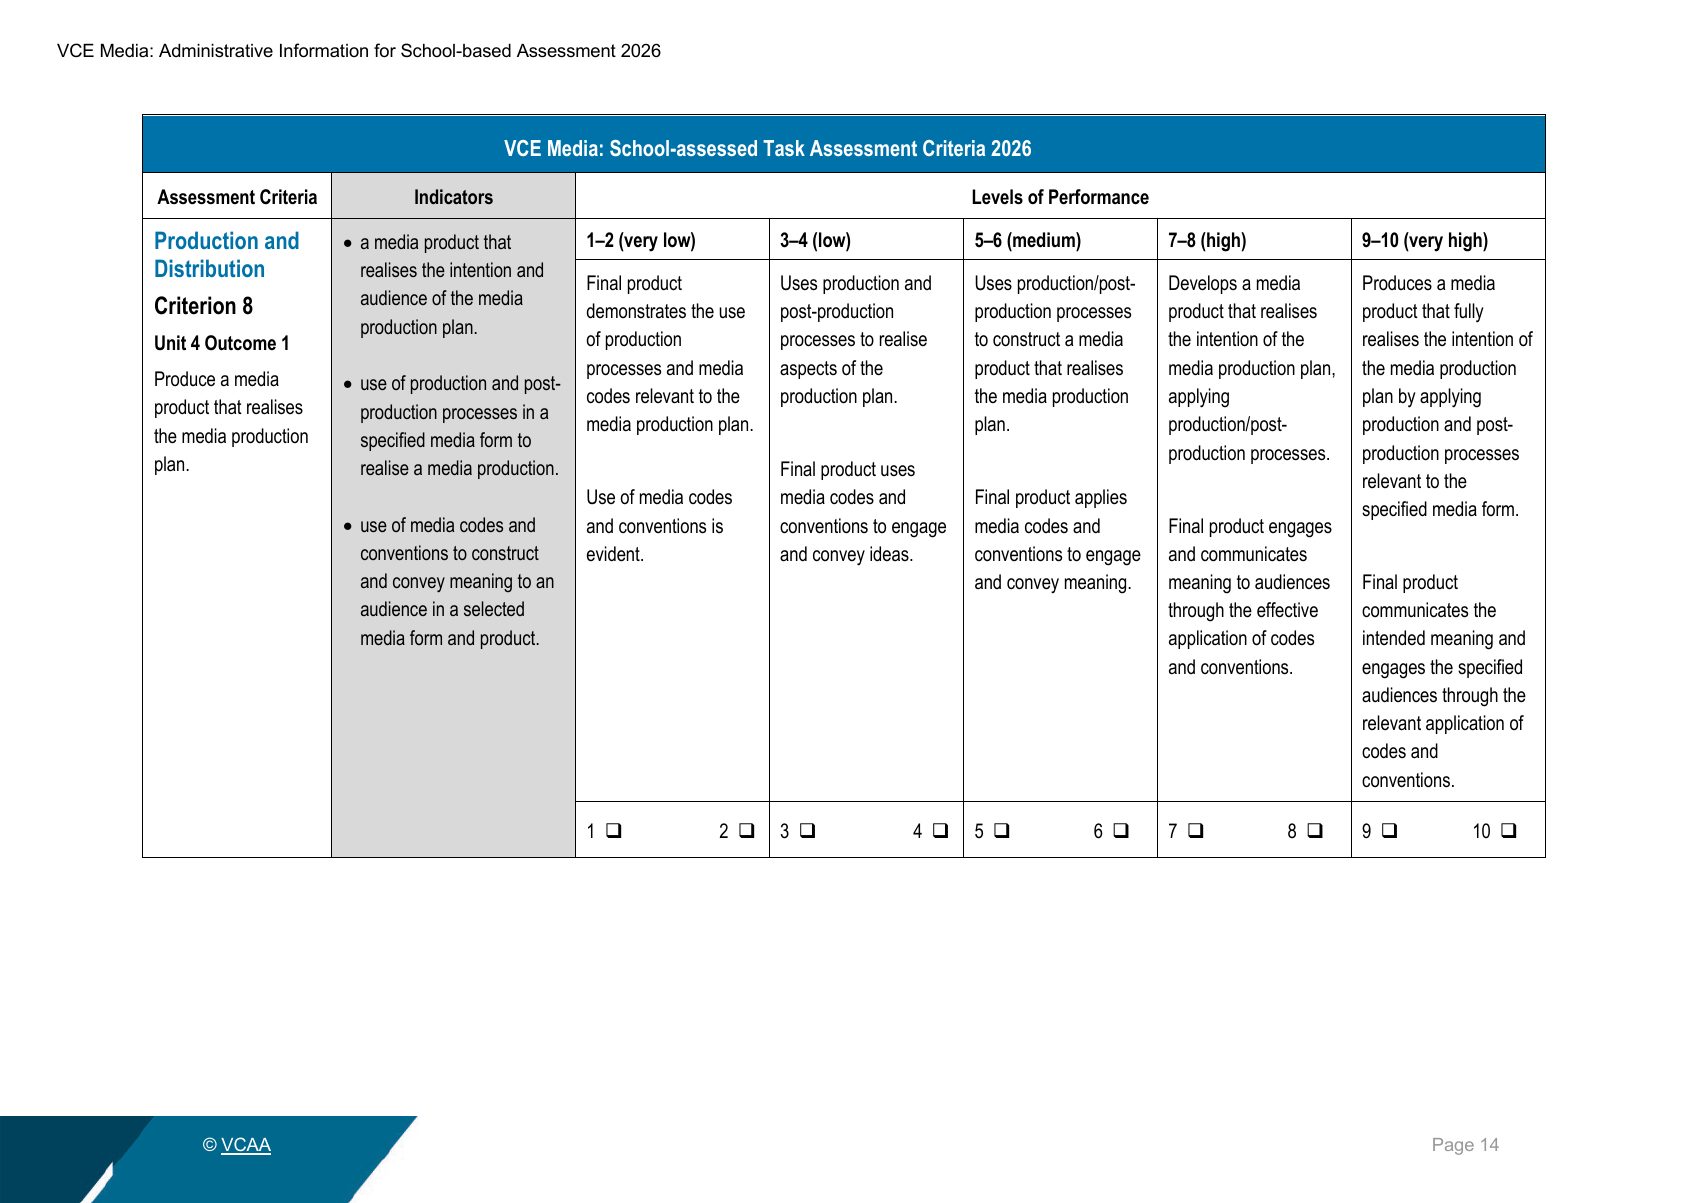 VCE Media: Administrative Information for School-based Assessment 2026
VCE Media: School-assessed Task Assessment Criteria 2026
Assessment Criteria
Indicators
Levels of Performance
Production and
Distribution
Criterion 8
Unit 4 Outcome 1
Produce a media
product that realises
the media production
plan.
• a media product that
realises the intention and
audience of the media
production plan.
• use of production and post-
production processes in a
specified media form to
realise a media production.
• use of media codes and
conventions to construct
and convey meaning to an
audience in a selected
media form and product.
1–2 (very low)
Final product
demonstrates the use
of production
processes and media
codes relevant to the
media production plan.
Use of media codes
and conventions is
evident.
1 ❏ 2 ❏
3–4 (low)
Uses production and
post-production
processes to realise
aspects of the
production plan.
Final product uses
media codes and
conventions to engage
and convey ideas.
3 ❏ 4 ❏
5–6 (medium)
Uses production/post-
production processes
to construct a media
product that realises
the media production
plan.
Final product applies
media codes and
conventions to engage
and convey meaning.
5 ❏ 6 ❏
7–8 (high)
Develops a media
product that realises
the intention of the
media production plan,
applying
production/post-
production processes.
Final product engages
and communicates
meaning to audiences
through the effective
application of codes
and conventions.
7 ❏ 8 ❏
9–10 (very high)
Produces a media
product that fully
realises the intention of
the media production
plan by applying
production and post-
production processes
relevant to the
specified media form.
Final product
communicates the
intended meaning and
engages the specified
audiences through the
relevant application of
codes and
conventions.
9 ❏ 10 ❏
© VCAA
Page 14